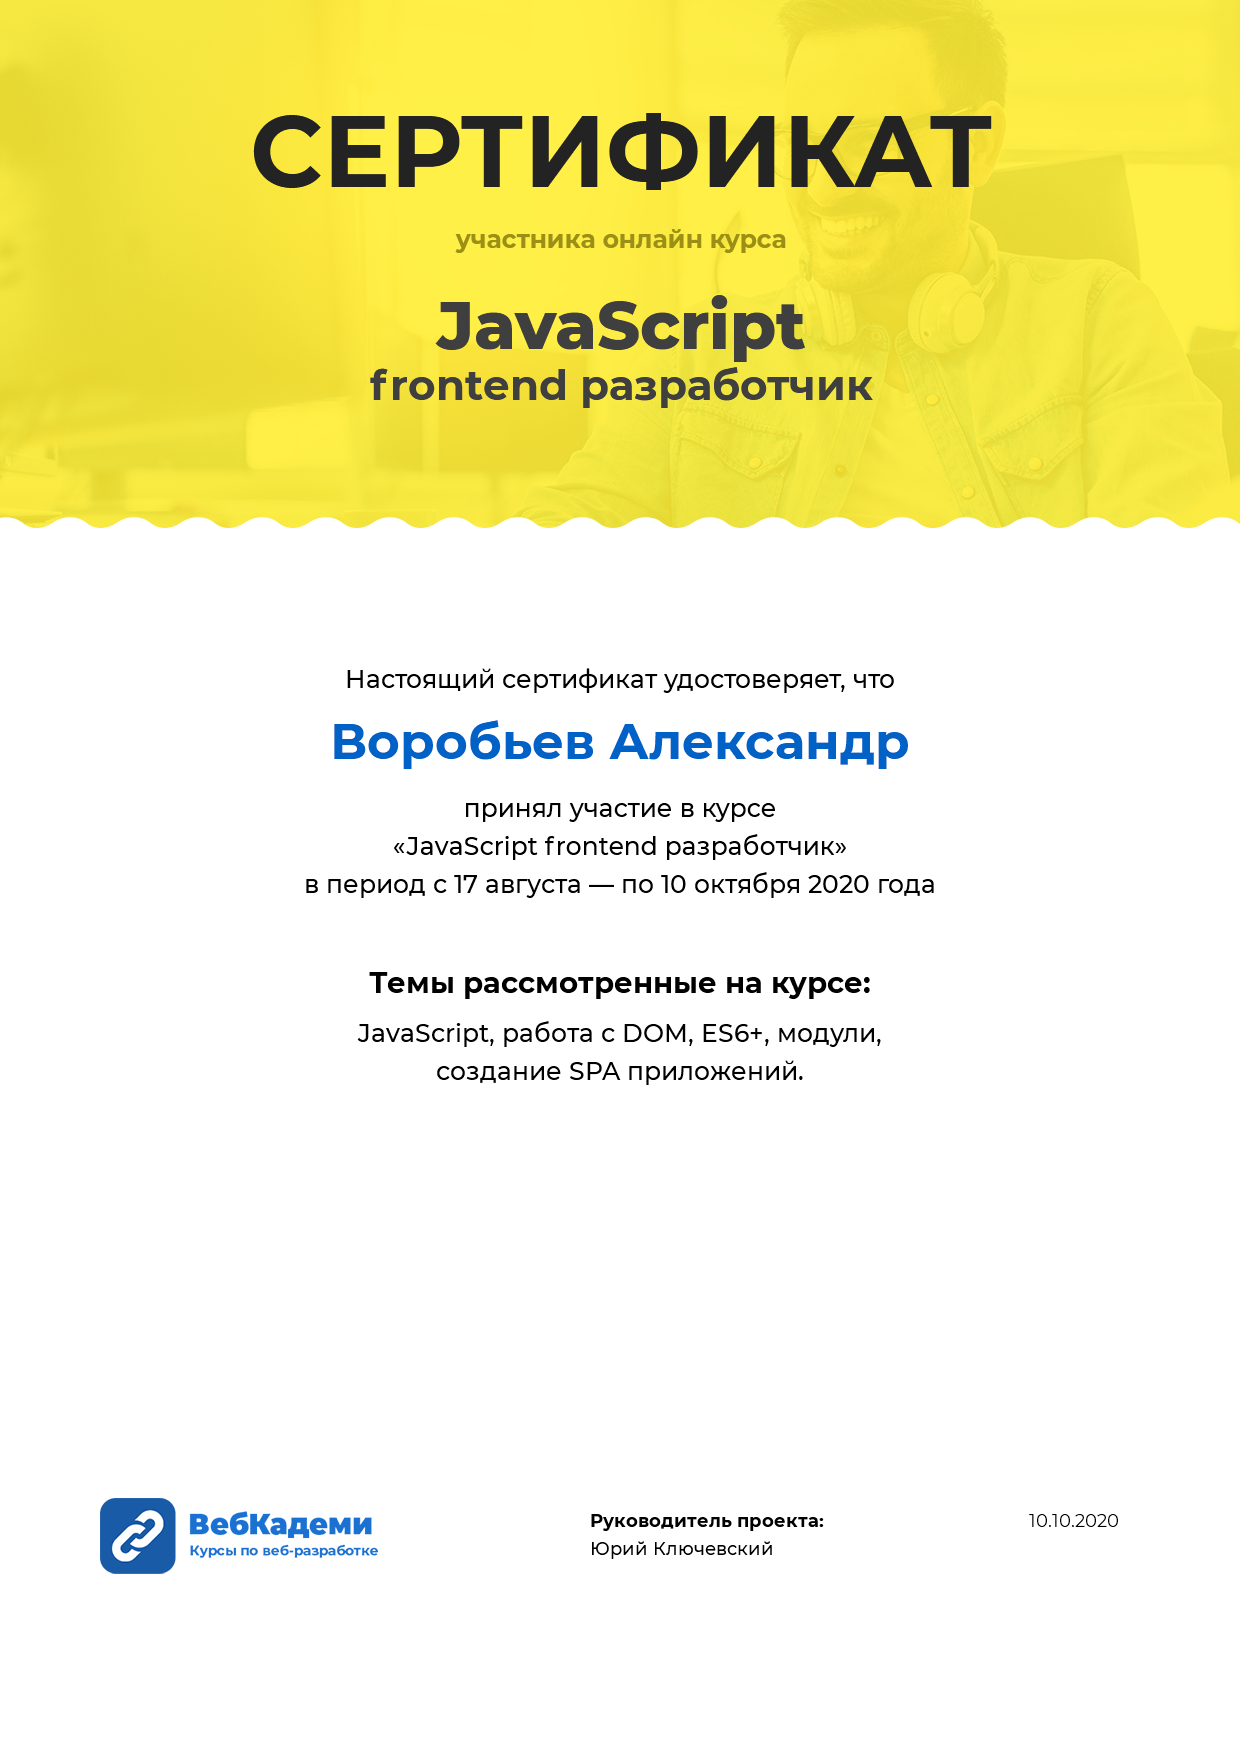 СЕРТИФИКАТ
участника онлайн курса
JavaScript
frontend разработчик
Настоящий сертификат удостоверяет, что
Воробьев Александр
принял участие в курсе
«JavaScript frontend разработчик»
в период с 17 августа — по 10 октября 2020 года
Темы рассмотренные на курсе:
JavaScript, работа с DOM, ES6+, модули,
создание SPA приложений.
ВебКадеми
Курсы по веб-разработке
Руководитель проекта:
Юрий Ключевский
10.10.2020